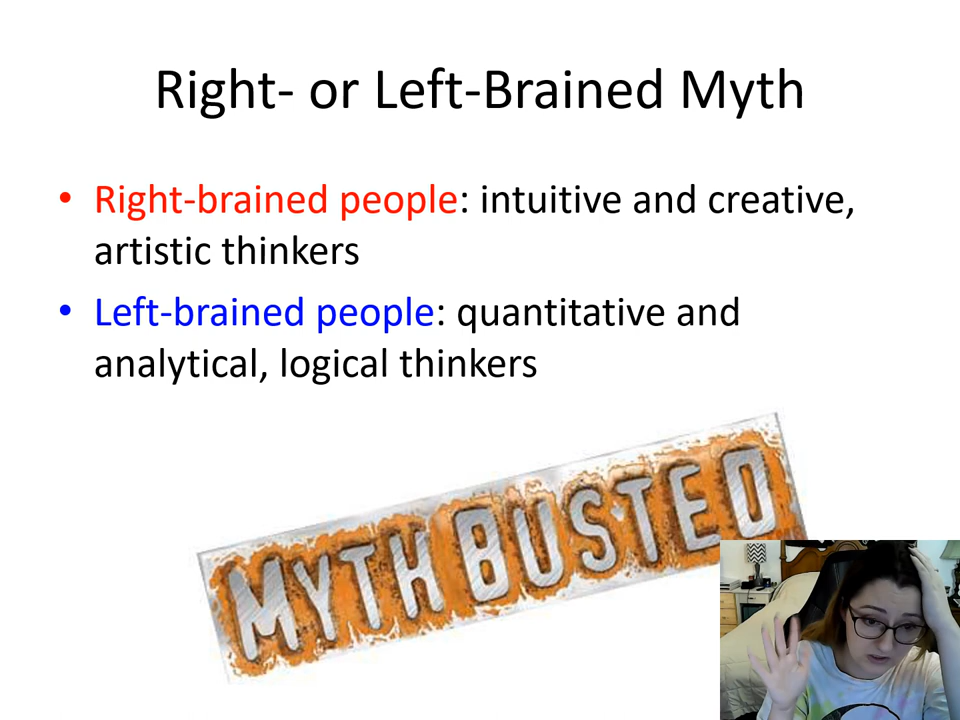 Right- or Left-Brained Myth
• Right-brained people: intuitive and creative,
artistic thinkers
• Left-brained people: quantitative and
analytical, logical thinkers
MYTH BUSTED